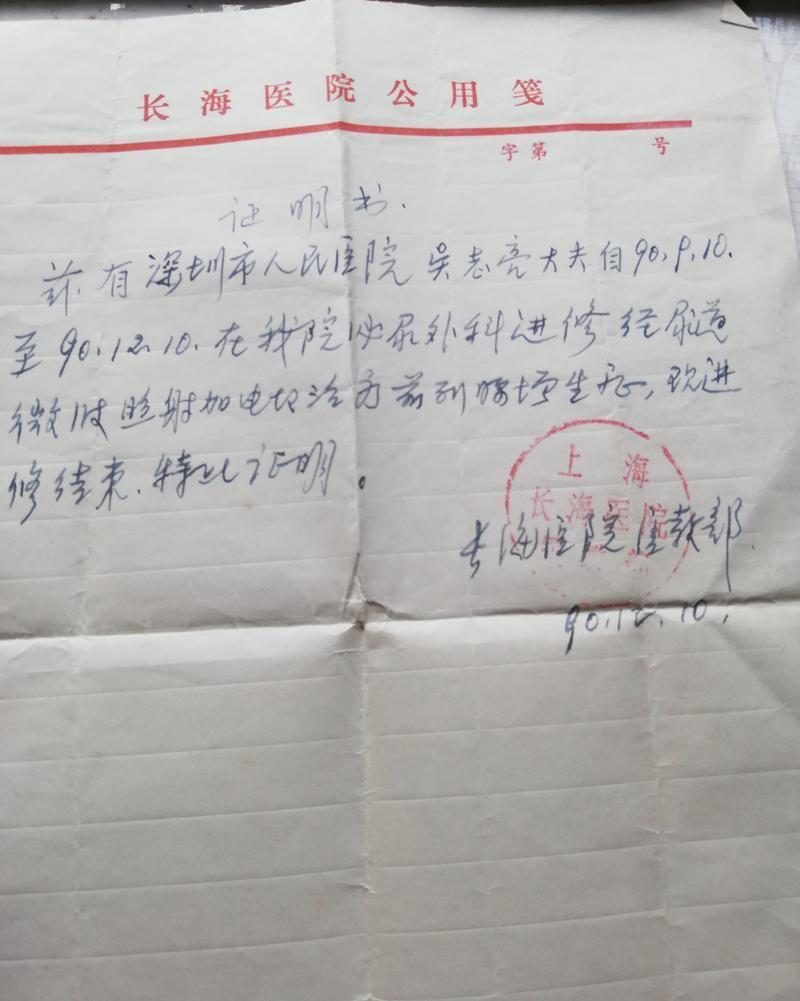 长海医院公用笺
字第 号
证明书.
兹有深圳市人民医院吴志亮大夫自90.9.10.
至90.12.10.在我院泌尿外科进修经尿道
微波照射加电切治疗前列腺增生症,现进
修结束.特此证明。
上海
长海医院
长海医院医教部
90.12.10.